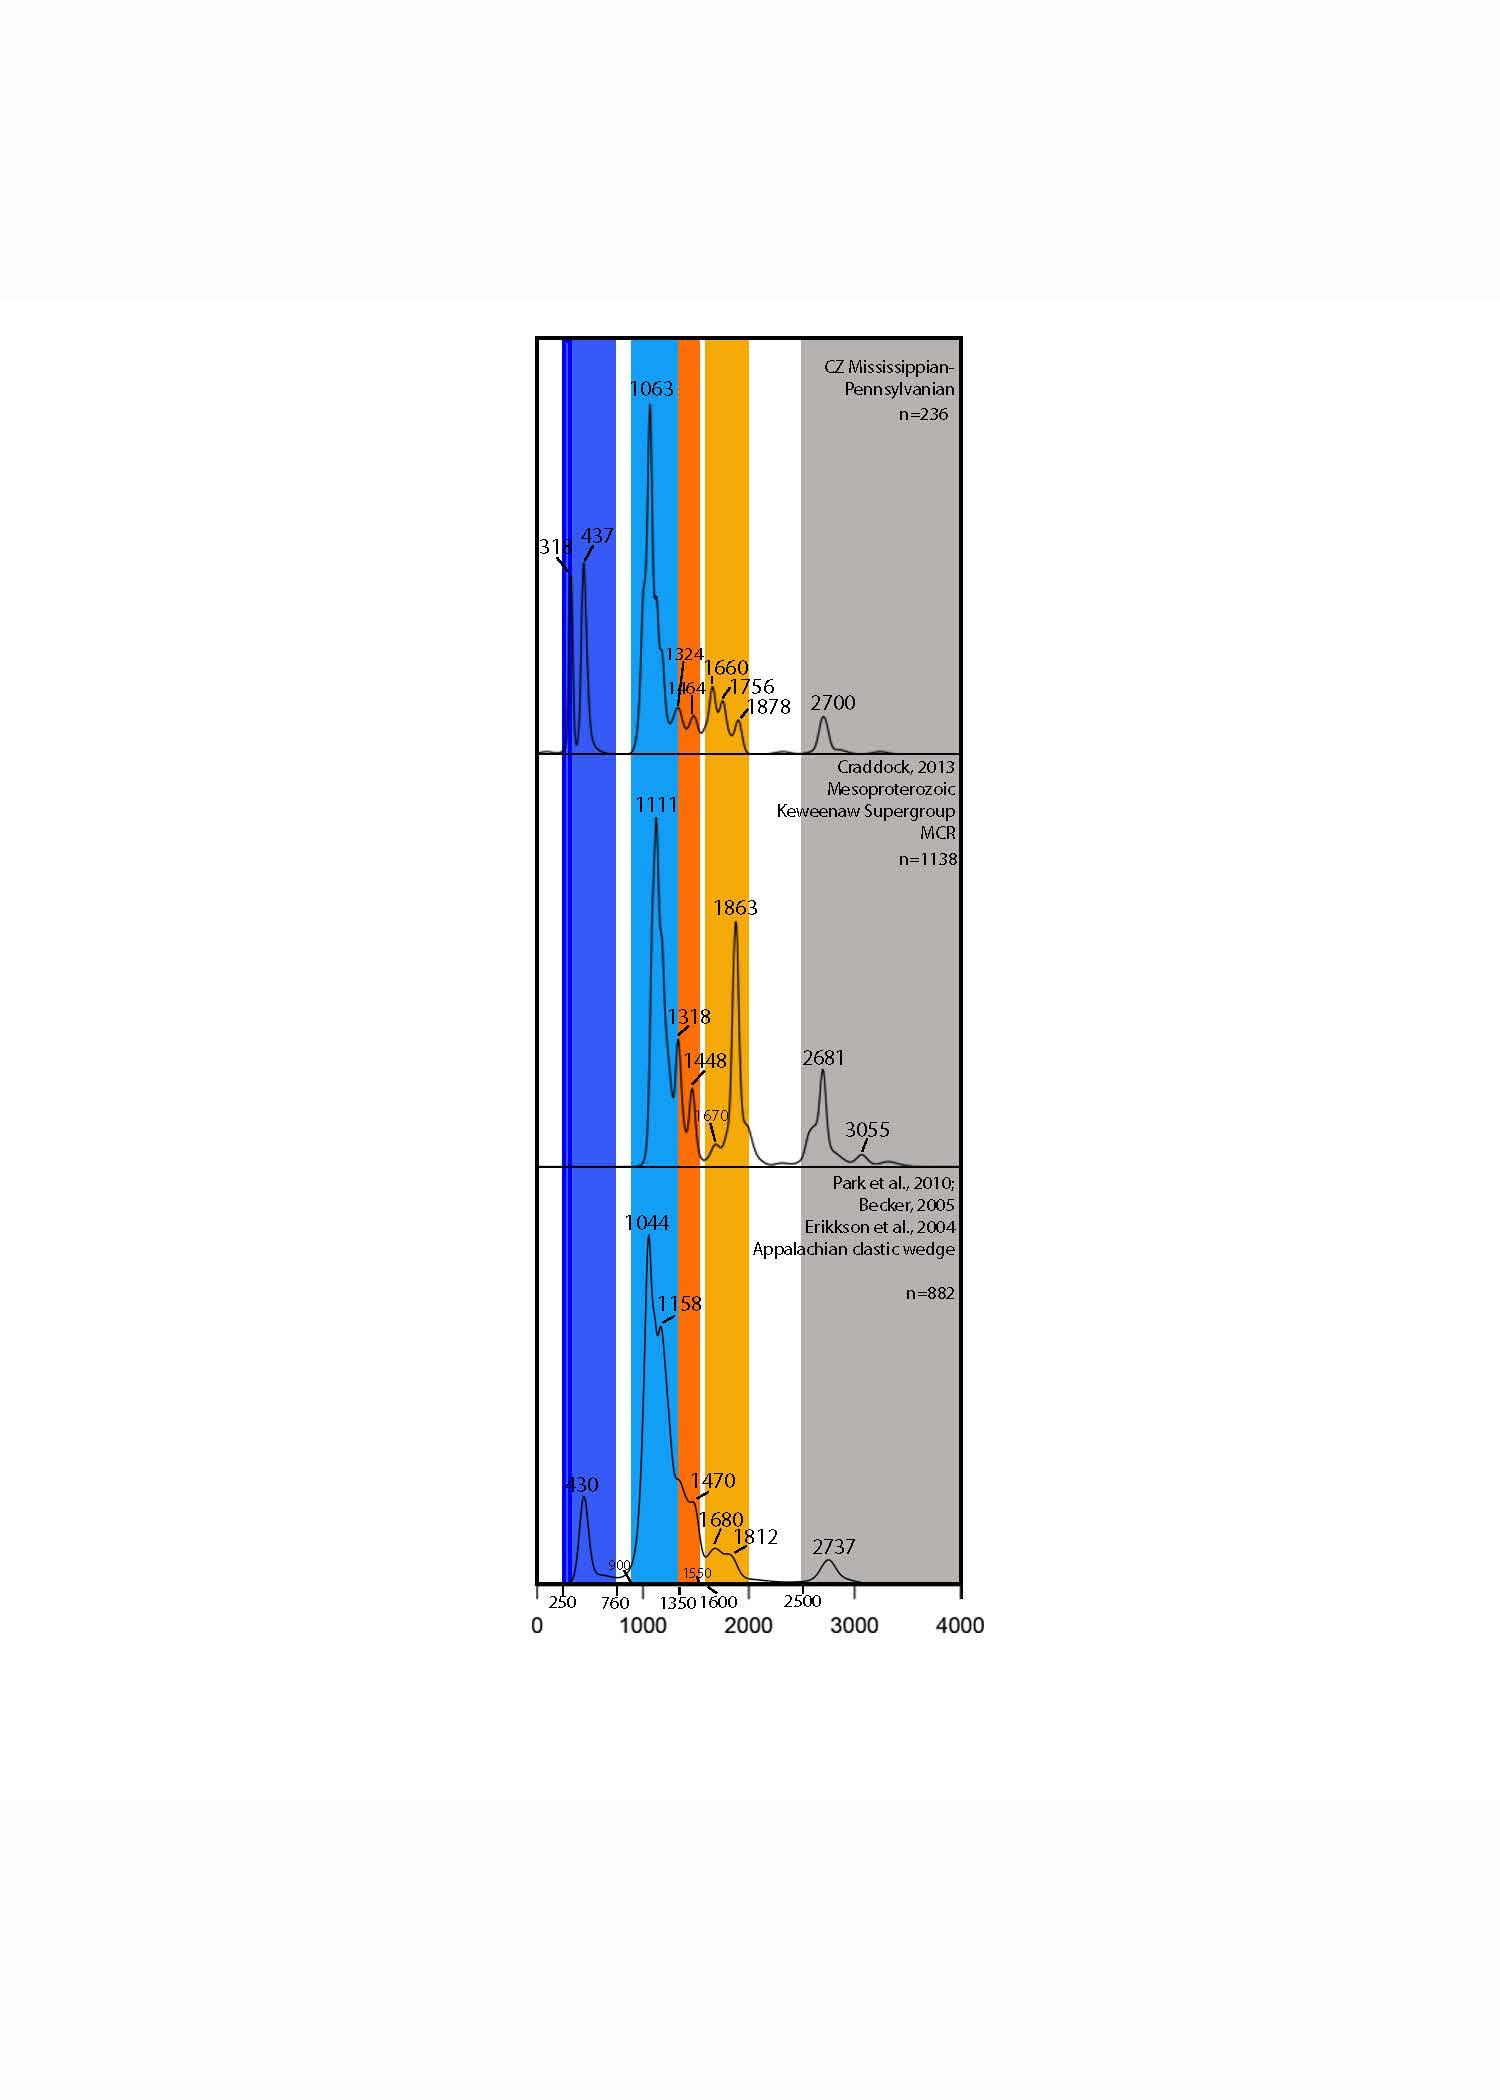 CZ Mississippian-
Pennsylvanian
n=236
1063
318
437
1324
1464
1660
1756
1878
2700
Craddock, 2013
Mesoproterozoic
Keweenaw Supergroup
MCR
n=1138
1111
1863
1318
1448
1670
2681
3055
Park et al., 2010;
Becker, 2005
Erikkson et al., 2004
Appalachian clastic wedge
n=882
1044
1158
430
1470
1680
1812
2737
900
1550
250 760 1350 1600 2500
0 1000 2000 3000 4000